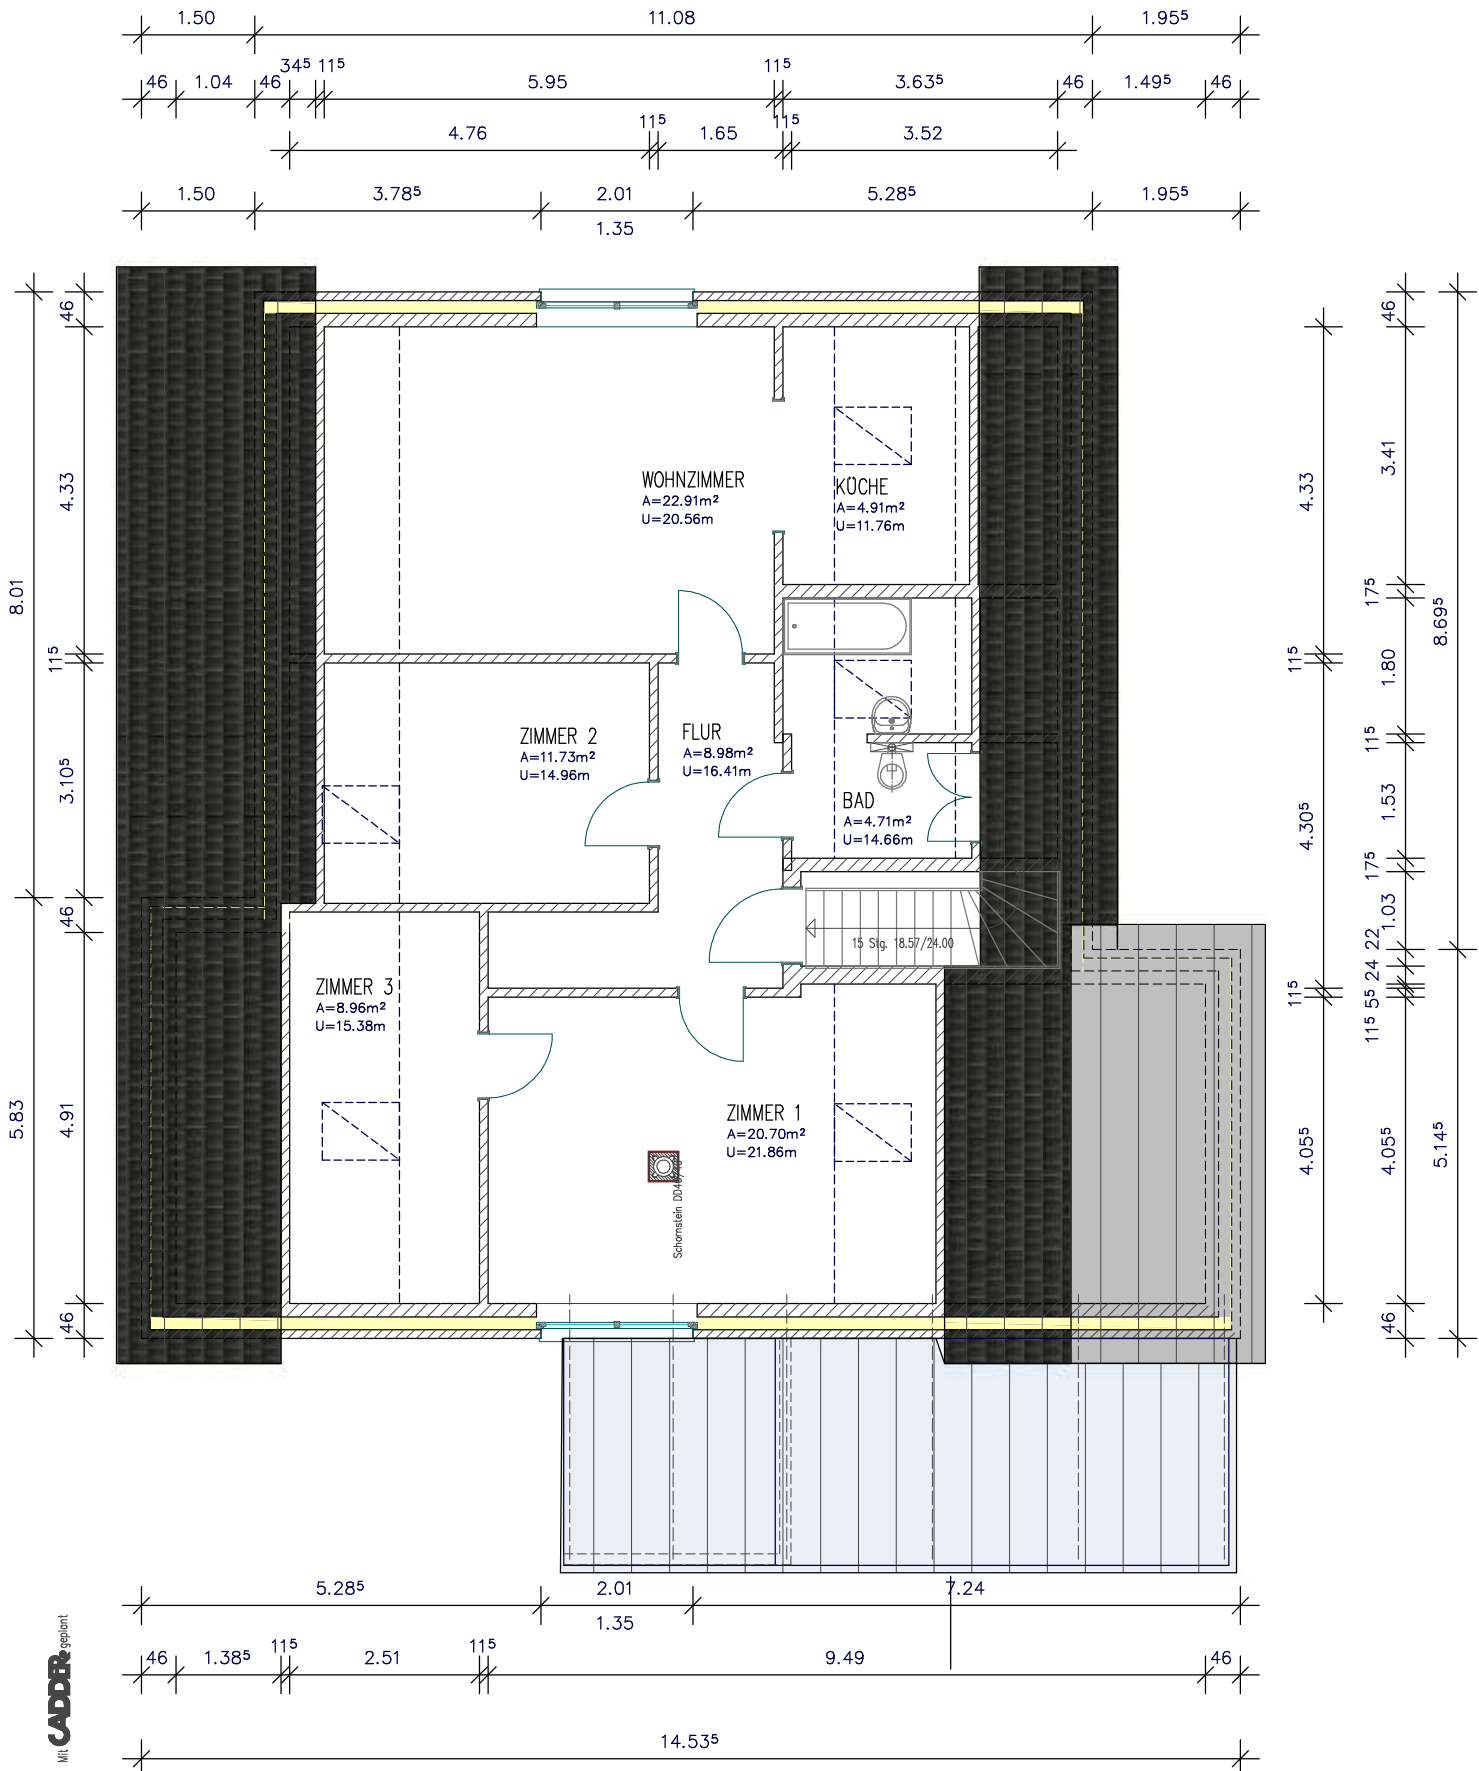 1.50 11.08 1.95⁵
46 1.04 46 34⁵ 11⁵ 5.95 11⁵ 3.63⁵ 46 1.49⁵ 46
4.76 11⁵ 1.65 11⁵ 3.52
1.50 3.78⁵ 2.01 5.28⁵ 1.95⁵
1.35
8.01
5.83
46
4.33
11⁵
3.10⁵
46
4.91
46
WOHNZIMMER
A=22.91m²
U=20.56m
KÜCHE
A=4.91m²
U=11.76m
ZIMMER 2
A=11.73m²
U=14.96m
FLUR
A=8.98m²
U=16.41m
BAD
A=4.71m²
U=14.66m
15 Stg. 18.57/24.00
ZIMMER 3
A=8.96m²
U=15.38m
ZIMMER 1
A=20.70m²
U=21.86m
Schornstein
4.33
11⁵
4.30⁵
11⁵
4.05⁵
46
3.41
17⁵
1.80
11⁵
1.53
17⁵
1.03
22
24
5⁵
11⁵
4.05⁵
46
8.69⁵
5.14⁵
5.28⁵ 2.01 7.24
1.35
46 1.38⁵ 11⁵ 2.51 11⁵ 9.49 46
14.53⁵
Mit CADDER geplant